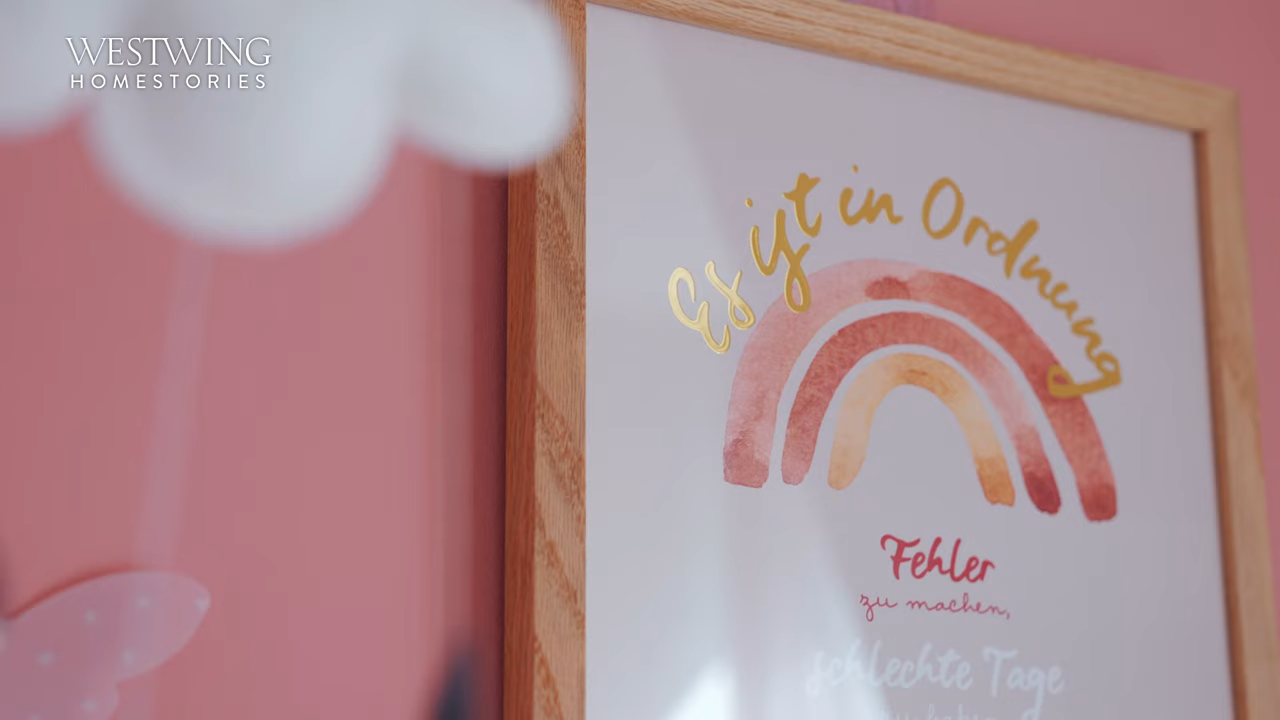 WESTWING
HOMESTORIES
Es ist in Ordnung
Fehler
zu machen,
schlechte Tage